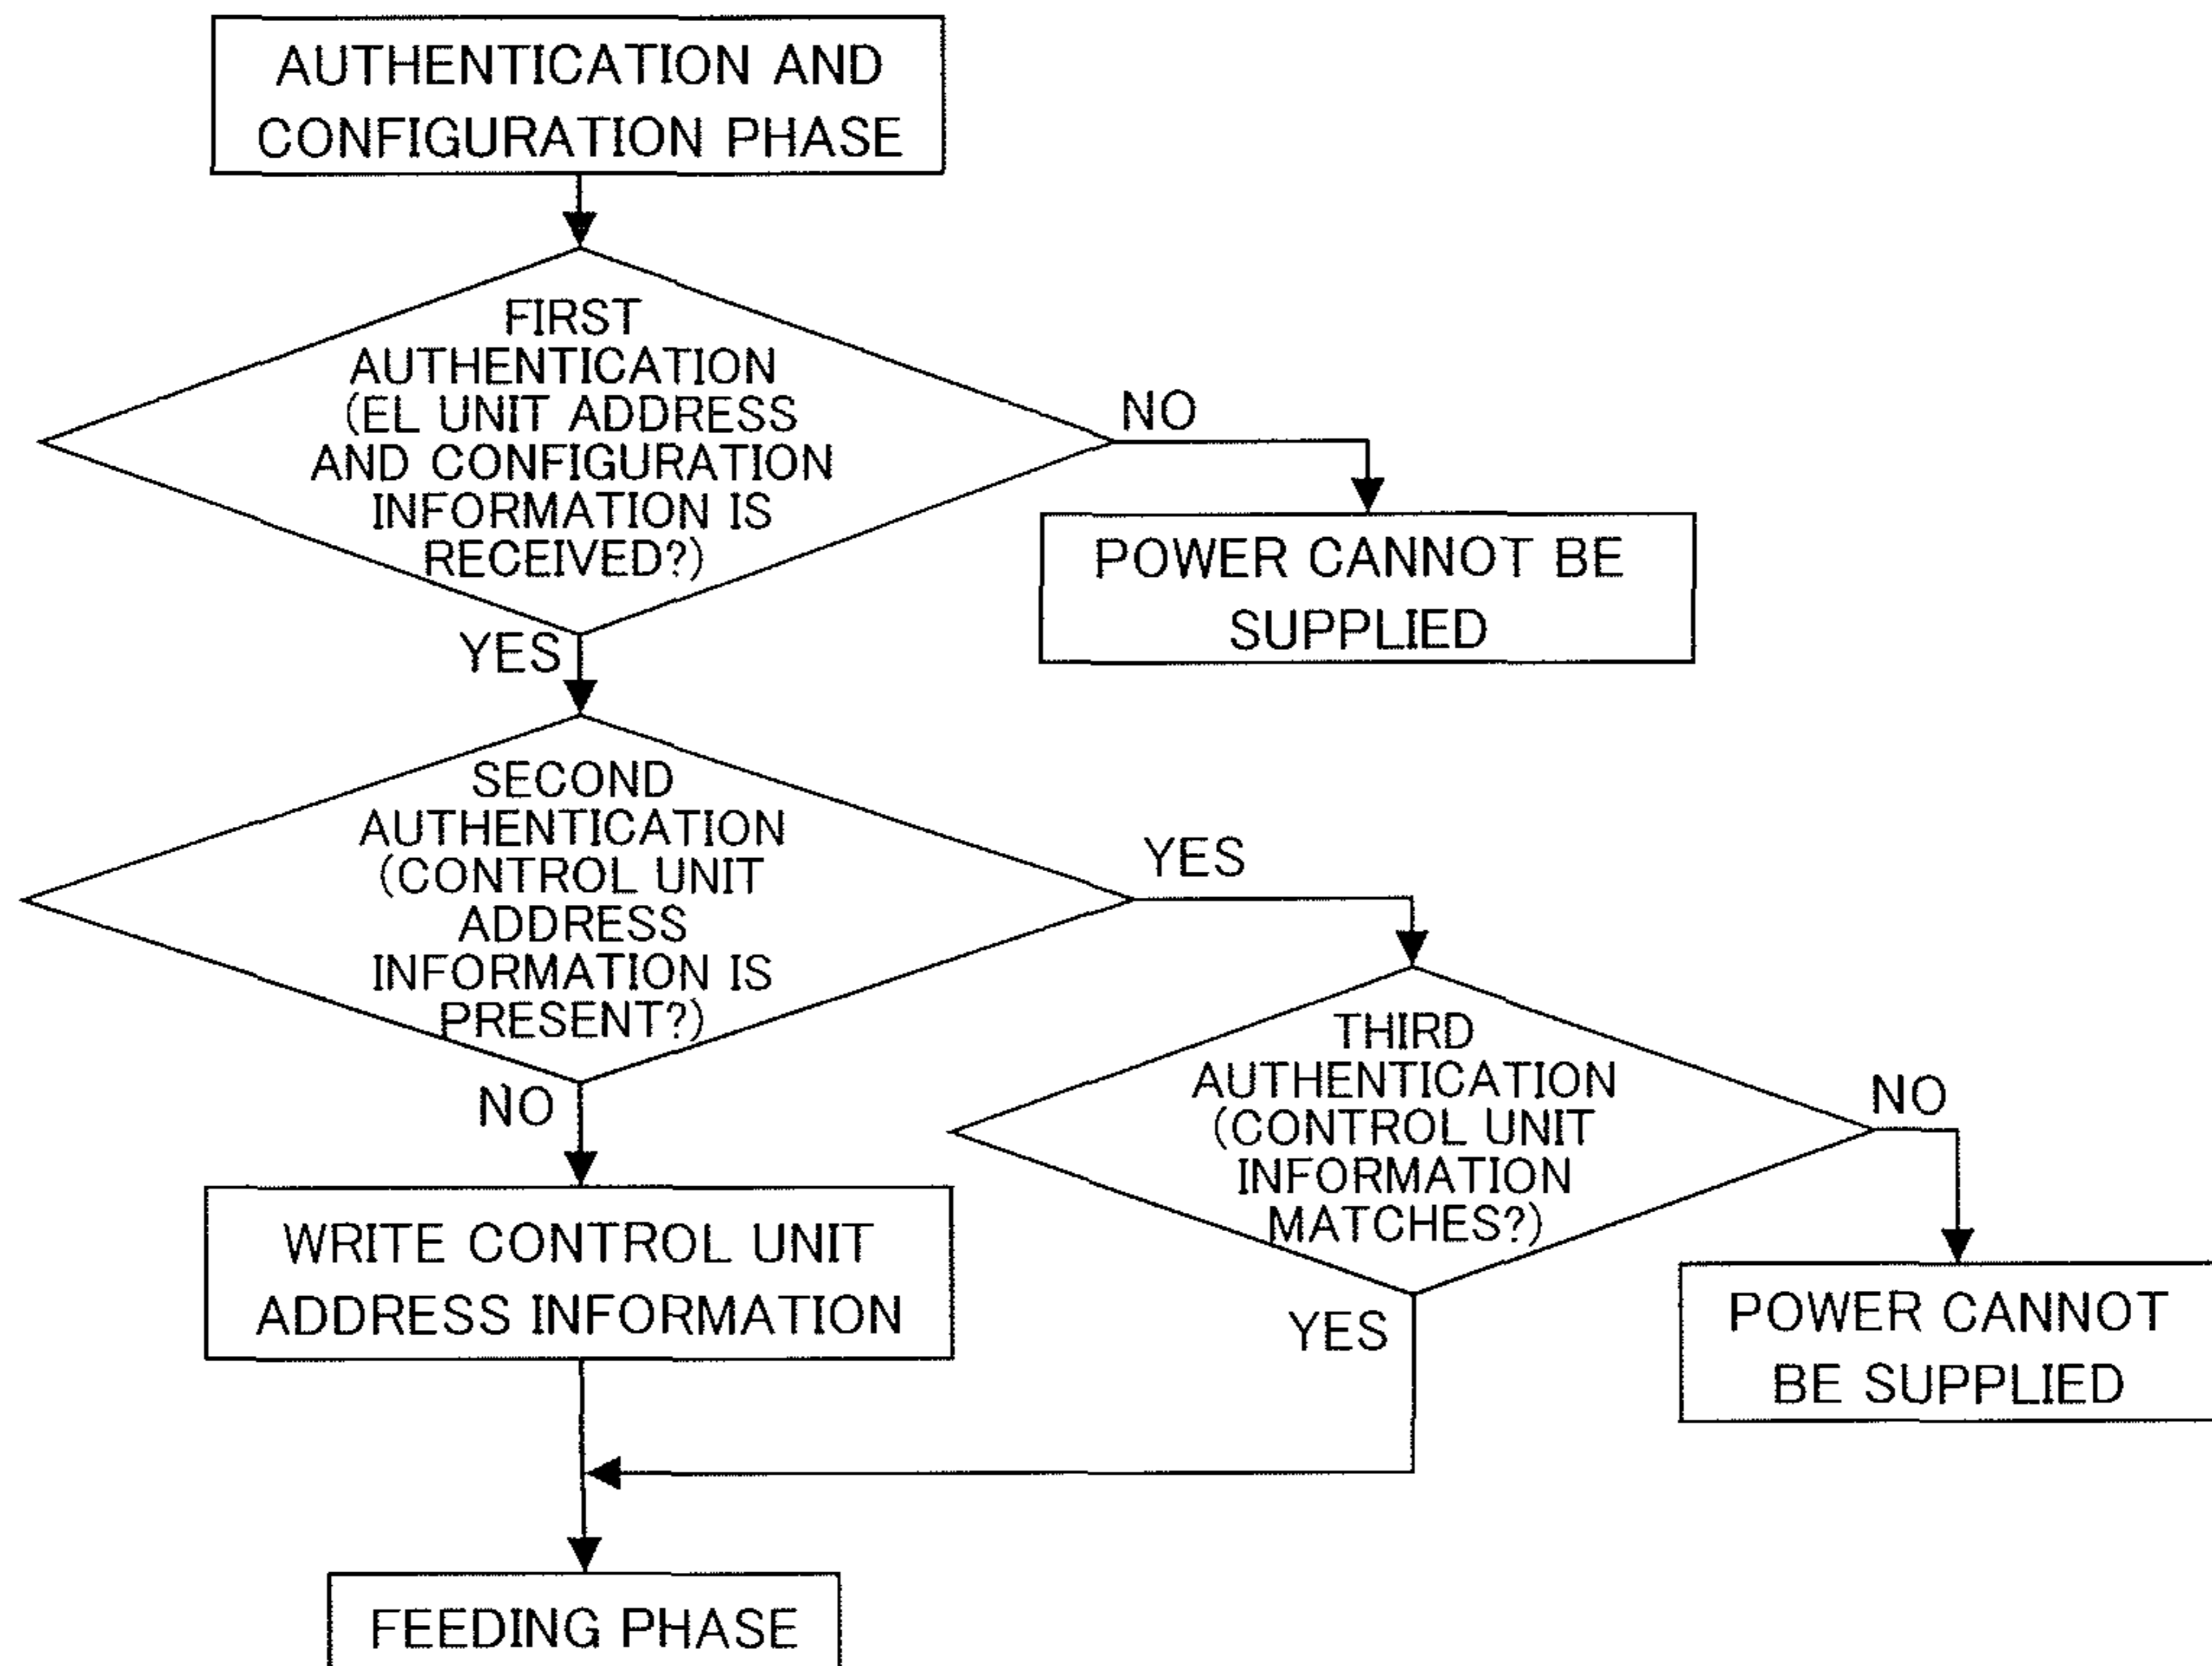 AUTHENTICATION AND
CONFIGURATION PHASE
FIRST
AUTHENTICATION
(EL UNIT ADDRESS
AND CONFIGURATION
INFORMATION IS
RECEIVED?)
NO
POWER CANNOT BE
SUPPLIED
YES
SECOND
AUTHENTICATION
(CONTROL UNIT
ADDRESS
INFORMATION IS
PRESENT?)
YES
THIRD
AUTHENTICATION
(CONTROL UNIT
INFORMATION
MATCHES?)
NO
POWER CANNOT
BE SUPPLIED
NO
WRITE CONTROL UNIT
ADDRESS INFORMATION
YES
FEEDING PHASE